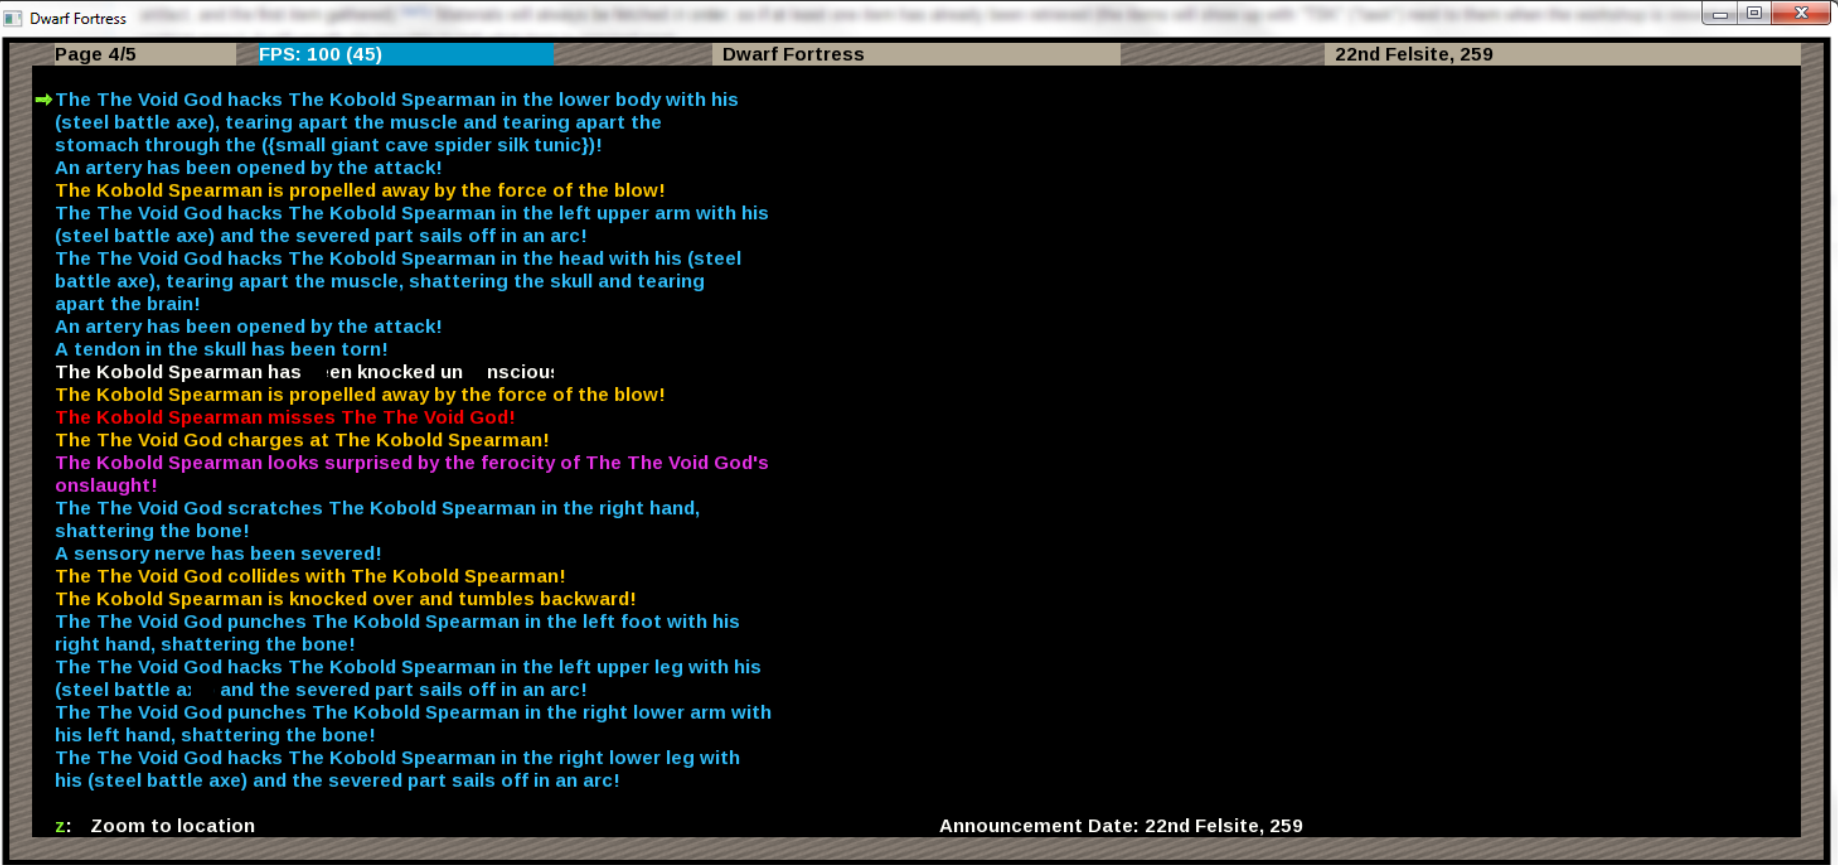 Dwarf Fortress
Page 4/5 FPS: 100 (45) Dwarf Fortress 22nd Felsite, 259
The The Void God hacks The Kobold Spearman in the lower body with his
(steel battle axe), tearing apart the muscle and tearing apart the
stomach through the ({small giant cave spider silk tunic})!
An artery has been opened by the attack!
The Kobold Spearman is propelled away by the force of the blow!
The The Void God hacks The Kobold Spearman in the left upper arm with his
(steel battle axe) and the severed part sails off in an arc!
The The Void God hacks The Kobold Spearman in the head with his (steel
battle axe), tearing apart the muscle, shattering the skull and tearing
apart the brain!
An artery has been opened by the attack!
A tendon in the skull has been torn!
The Kobold Spearman has en knocked un nscious
The Kobold Spearman is propelled away by the force of the blow!
The Kobold Spearman misses The The Void God!
The The Void God charges at The Kobold Spearman!
The Kobold Spearman looks surprised by the ferocity of The The Void God's
onslaught!
The The Void God scratches The Kobold Spearman in the right hand,
shattering the bone!
A sensory nerve has been severed!
The The Void God collides with The Kobold Spearman!
The Kobold Spearman is knocked over and tumbles backward!
The The Void God punches The Kobold Spearman in the left foot with his
right hand, shattering the bone!
The The Void God hacks The Kobold Spearman in the left upper leg with his
(steel battle a and the severed part sails off in an arc!
The The Void God punches The Kobold Spearman in the right lower arm with
his left hand, shattering the bone!
The The Void God hacks The Kobold Spearman in the right lower leg with
his (steel battle axe) and the severed part sails off in an arc!
z: Zoom to location Announcement Date: 22nd Felsite, 259